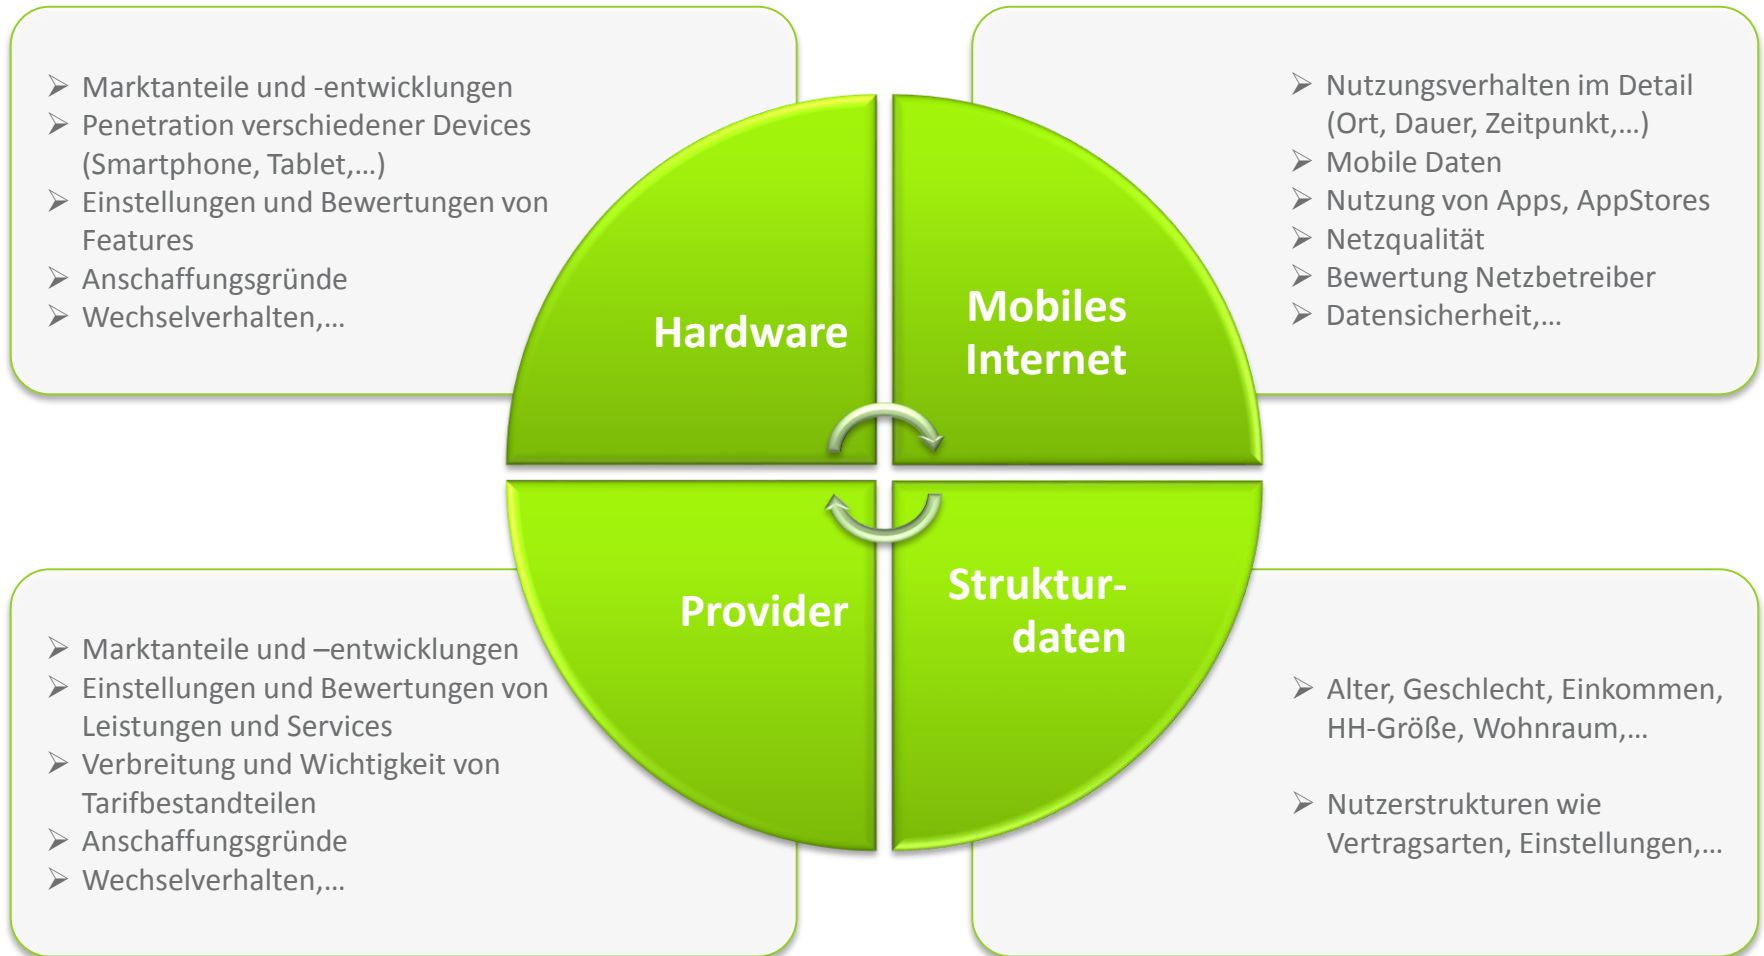 Marktanteile und -entwicklungen
Penetration verschiedener Devices
(Smartphone, Tablet,…)
Einstellungen und Bewertungen von
Features
Anschaffungsgründe
Wechselverhalten,…
Nutzungsverhalten im Detail
(Ort, Dauer, Zeitpunkt,…)
Mobile Daten
Nutzung von Apps, AppStores
Netzqualität
Bewertung Netzbetreiber
Datensicherheit,…
Hardware
Mobiles
Internet
Provider
Struktur-
daten
Marktanteile und –entwicklungen
Einstellungen und Bewertungen von
Leistungen und Services
Verbreitung und Wichtigkeit von
Tarifbestandteilen
Anschaffungsgründe
Wechselverhalten,…
Alter, Geschlecht, Einkommen,
HH-Größe, Wohnraum,…
Nutzerstrukturen wie
Vertragsarten, Einstellungen,…